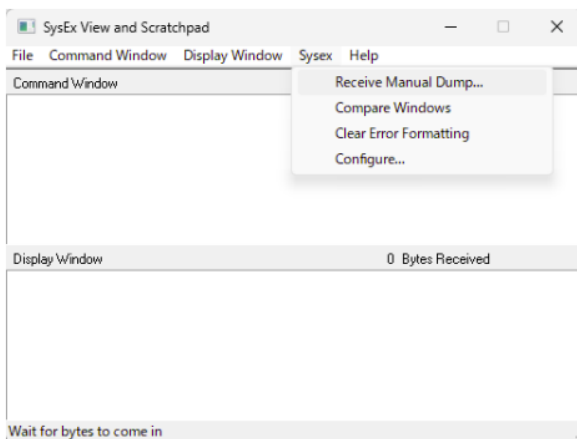 SysEx View and Scratchpad
File Command Window Display Window Sysex Help
Command Window
Receive Manual Dump...
Compare Windows
Clear Error Formatting
Configure...
Display Window 0 Bytes Received
Wait for bytes to come in